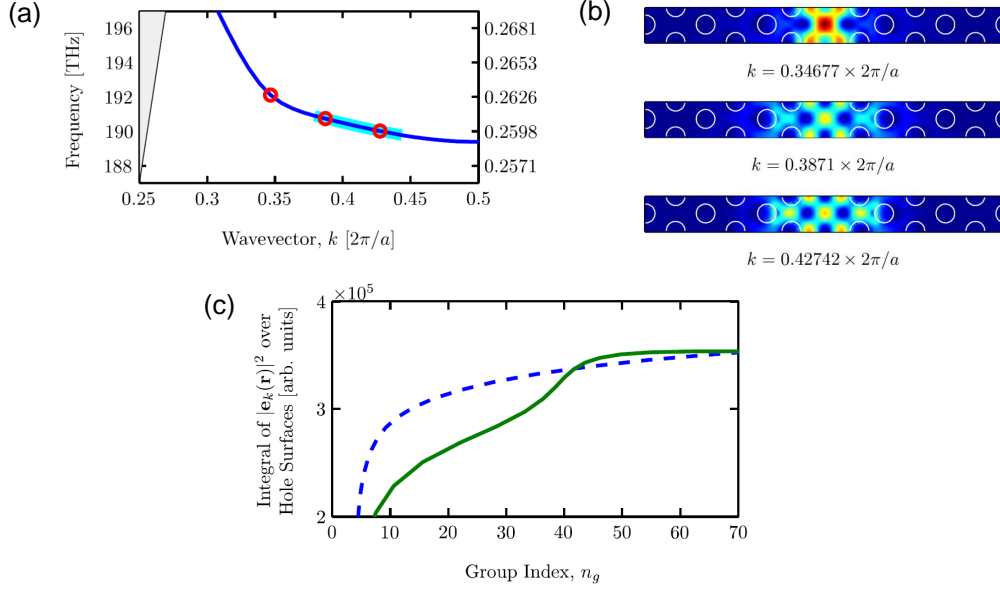 (a)
196
194
192
190
188
Frequency [THz]
0.2681
0.2653
0.2626
0.2598
0.2571
0.25
0.3
0.35
0.4
0.45
0.5
Wavevector, k [2π/a]
(b)
k = 0.34677 × 2π/a
k = 0.3871 × 2π/a
k = 0.42742 × 2π/a
(c)
×10⁵
4
3
2
Integral of |e_k(r)|² over
Hole Surfaces [arb. units]
0
10
20
30
40
50
60
70
Group Index, n_g